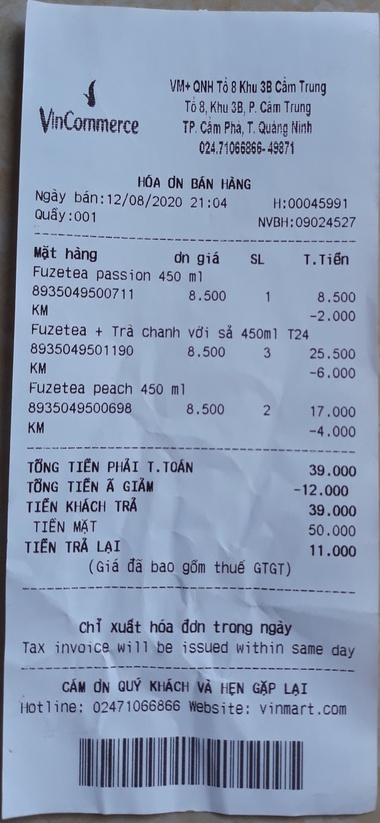 VinCommerce
VM+ QNH Tổ 8 Khu 3B Cẩm Trung
Tổ 8, Khu 3B, P. Cẩm Trung
TP. Cẩm Phả, T. Quảng Ninh
024.71066866-49871
HÓA ƠN BÁN HÀNG
Ngày bán:12/08/2020 21:04 H:00045991
Quầy:001 NVBH:09024527
Mặt hàng ơn giá SL T.Tiền
Fuzetea passion 450 ml
8935049500711 8.500 1 8.500
KM -2.000
Fuzetea + Trà chanh với sả 450ml T24
8935049501190 8.500 3 25.500
KM -6.000
Fuzetea peach 450 ml
8935049500698 8.500 2 17.000
KM -4.000
TỔNG TIỀN PHẢI T.TOÁN 39.000
TỔNG TIỀN Ã GIẢM -12.000
TIỀN KHÁCH TRẢ 39.000
TIỀN MẶT 50.000
TIỀN TRẢ LẠI 11.000
(Giá đã bao gồm thuế GTGT)
Chỉ xuất hóa đơn trong ngày
Tax invoice will be issued within same day
CẢM ƠN QUÝ KHÁCH VÀ HẸN GẶP LẠI
Hotline: 02471066866 Website: vinmart.com